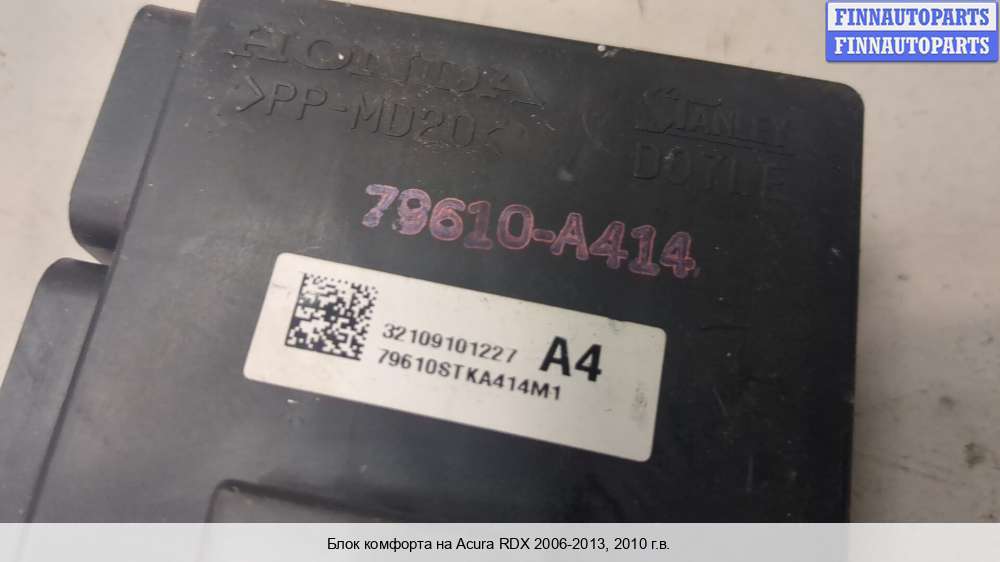 FINNAUTOPARTS
FINNAUTOPARTS
HONDA
>PP-MD20<
STANLEY
79610-A414
32109101227 A4
79610STKA414M1
Блок комфорта на Acura RDX 2006-2013, 2010 г.в.